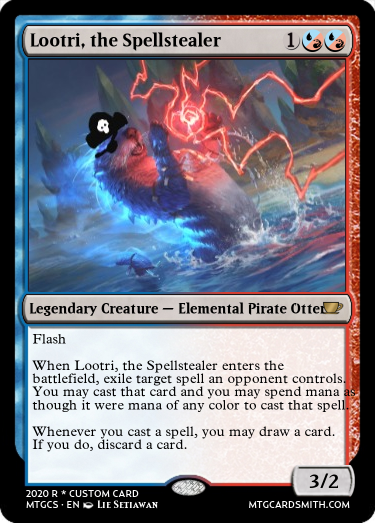 Lootri, the Spellstealer 1
Legendary Creature — Elemental Pirate Otter
Flash
When Lootri, the Spellstealer enters the
battlefield, exile target spell an opponent controls.
You may cast that card and you may spend mana as
though it were mana of any color to cast that spell.
Whenever you cast a spell, you may draw a card.
If you do, discard a card.
3/2
2020 R * CUSTOM CARD
MTGCS · EN Lie Setiawan
MTGCARDSMITH.COM